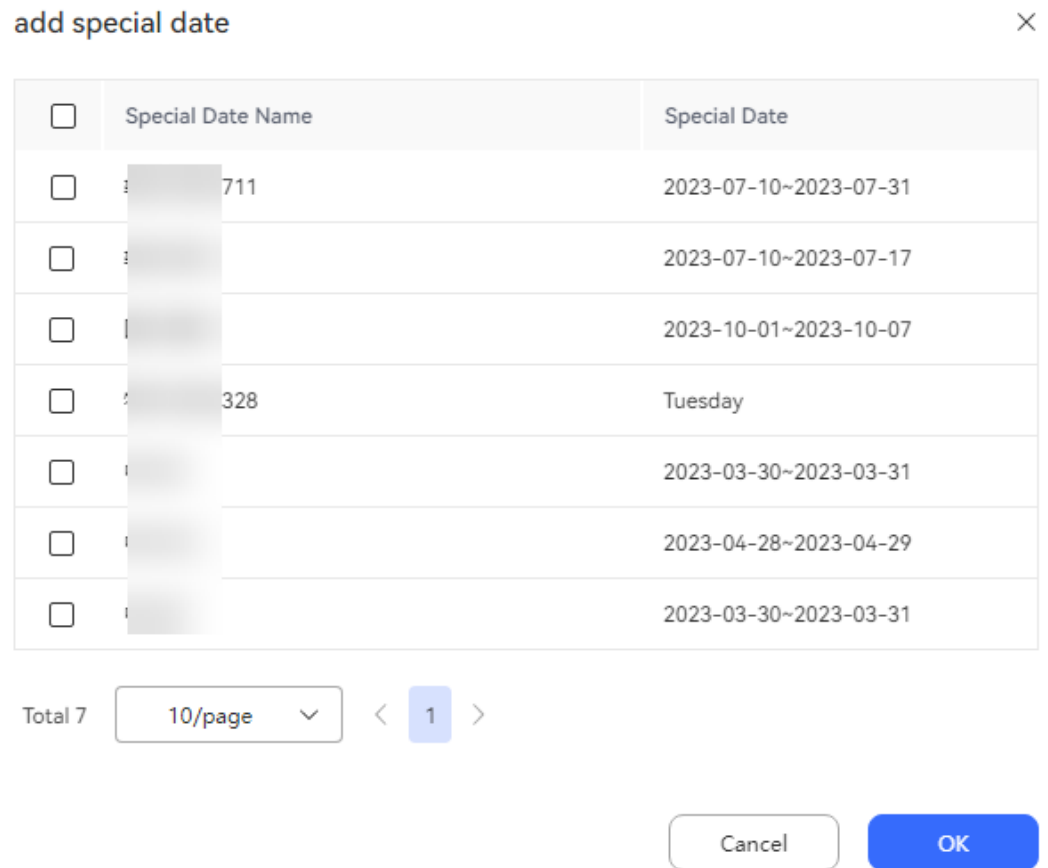 add special date
Special Date Name Special Date
711 2023-07-10~2023-07-31
2023-07-10~2023-07-17
2023-10-01~2023-10-07
328 Tuesday
2023-03-30~2023-03-31
2023-04-28~2023-04-29
2023-03-30~2023-03-31
Total 7 10/page 1
Cancel OK